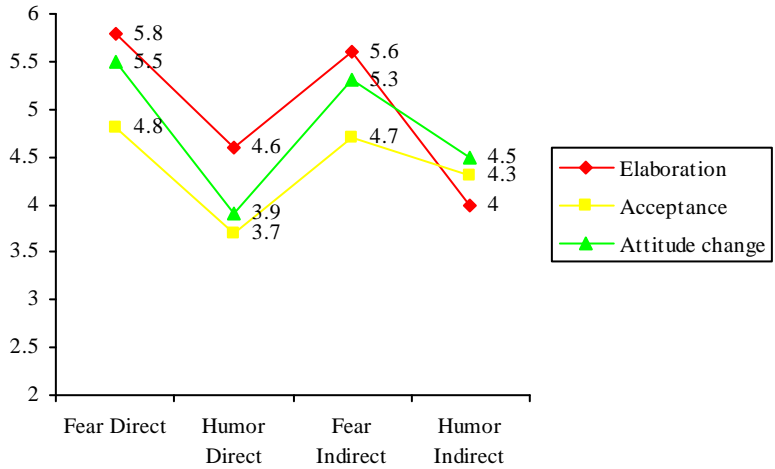 6
5.5
5
4.5
4
3.5
3
2.5
2
5.8
5.5
4.8
4.6
3.9
3.7
5.6
5.3
4.7
4.5
4.3
4
Fear Direct
Humor
Direct
Fear
Indirect
Humor
Indirect
Elaboration
Acceptance
Attitude change